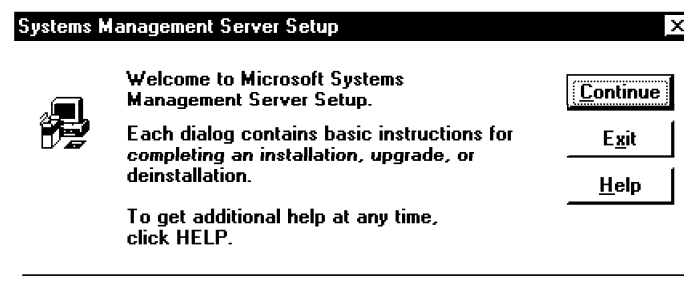 Systems Management Server Setup
Welcome to Microsoft Systems
Management Server Setup.
Each dialog contains basic instructions for
completing an installation, upgrade, or
deinstallation.
To get additional help at any time,
click HELP.
Continue
Exit
Help